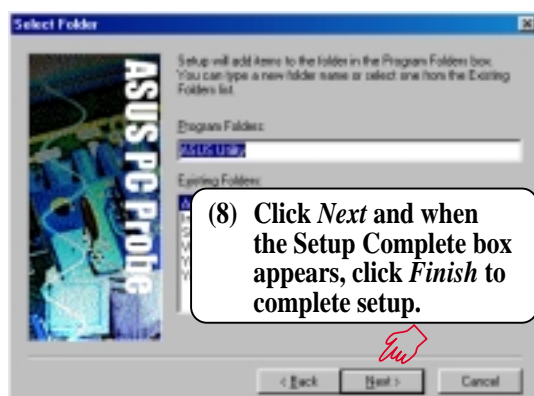 Select Folder
Setup will add items to the folder in the Program Folders box.
You can type a new folder name or select one from the Existing
Folders list.
ASUS PC Probe
Program Folders:
ASUS Utility
Existing Folders:
(8) Click Next and when
the Setup Complete box
appears, click Finish to
complete setup.
< Back
Next >
Cancel